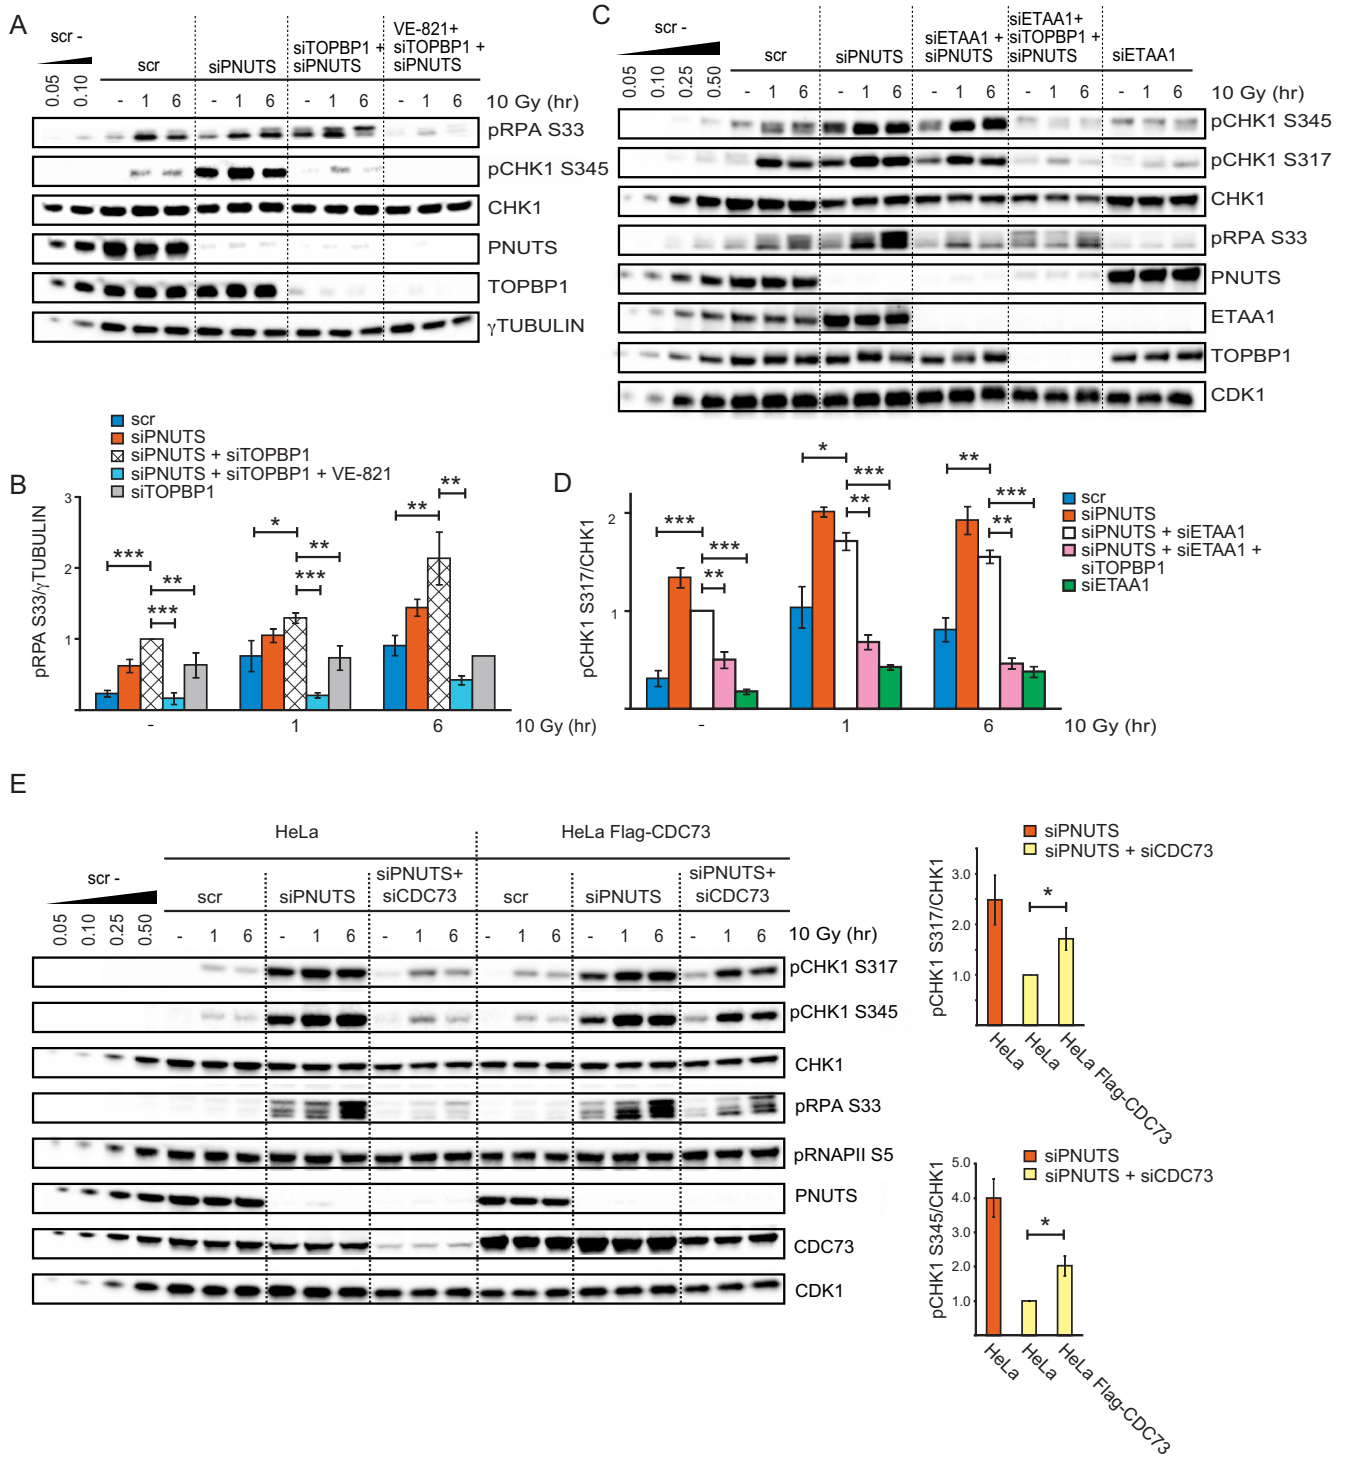 A
scr -
0.05
0.10
scr
siPNUTS
siTOPBP1 +
siPNUTS
VE-821+
siTOPBP1 +
siPNUTS
- 1 6 - 1 6 - 1 6 - 1 6 10 Gy (hr)
pRPA S33
pCHK1 S345
CHK1
PNUTS
TOPBP1
γTUBULIN
C
scr -
0.05
0.10
0.25
0.50
scr
siPNUTS
siETAA1 +
siPNUTS
siETAA1+
siTOPBP1 +
siPNUTS
siETAA1
- 1 6 - 1 6 - 1 6 - 1 6 - 1 6 10 Gy (hr)
pCHK1 S345
pCHK1 S317
CHK1
pRPA S33
PNUTS
ETAA1
TOPBP1
CDK1
B
scr
siPNUTS
siPNUTS + siTOPBP1
siPNUTS + siTOPBP1 + VE-821
siTOPBP1
pRPA S33/γTUBULIN
3
2
1
*** ** ***
* ** ***
** **
- 1 6 10 Gy (hr)
D
pCHK1 S317/CHK1
2
1
*** *** **
* *** **
** *** **
- 1 6 10 Gy (hr)
scr
siPNUTS
siPNUTS + siETAA1
siPNUTS + siETAA1 +
siTOPBP1
siETAA1
E
HeLa
HeLa Flag-CDC73
scr -
0.05
0.10
0.25
0.50
scr
siPNUTS
siPNUTS+
siCDC73
scr
siPNUTS
siPNUTS+
siCDC73
- 1 6 - 1 6 - 1 6 - 1 6 - 1 6 - 1 6 10 Gy (hr)
pCHK1 S317
pCHK1 S345
CHK1
pRPA S33
pRNAPII S5
PNUTS
CDC73
CDK1
siPNUTS
siPNUTS + siCDC73
pCHK1 S317/CHK1
3.0
2.0
1.0
*
HeLa
HeLa
HeLa Flag-CDC73
siPNUTS
siPNUTS + siCDC73
pCHK1 S345/CHK1
5.0
4.0
3.0
2.0
1.0
*
HeLa
HeLa
HeLa Flag-CDC73